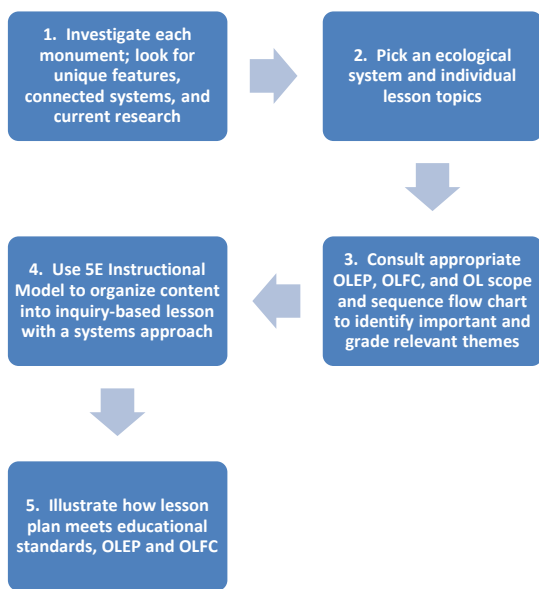 1. Investigate each
monument; look for
unique features,
connected systems, and
current research
2. Pick an ecological
system and individual
lesson topics
3. Consult appropriate
OLEP, OLFC, and OL scope
and sequence flow chart
to identify important and
grade relevant themes
4. Use 5E Instructional
Model to organize content
into inquiry-based lesson
with a systems approach
5. Illustrate how lesson
plan meets educational
standards, OLEP and OLFC